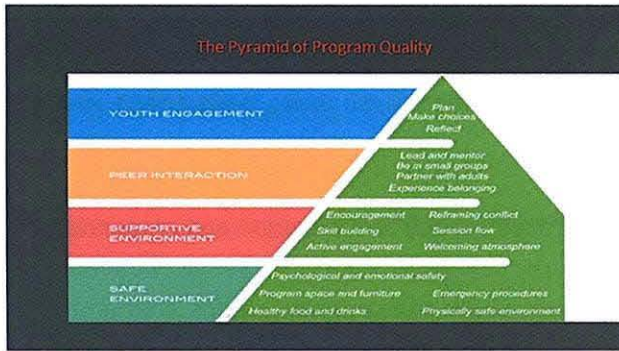 The Pyramid of Program Quality
YOUTH ENGAGEMENT
Plan
Make choices
Reflect
PEER INTERACTION
Lead and mentor
Be in small groups
Partner with adults
Experience belonging
SUPPORTIVE
ENVIRONMENT
Encouragement Reframing conflict
Skill building Session flow
Active engagement Welcoming atmosphere
SAFE
ENVIRONMENT
Psychological and emotional safety
Program space and furniture Emergency procedures
Healthy food and drinks Physically safe environment